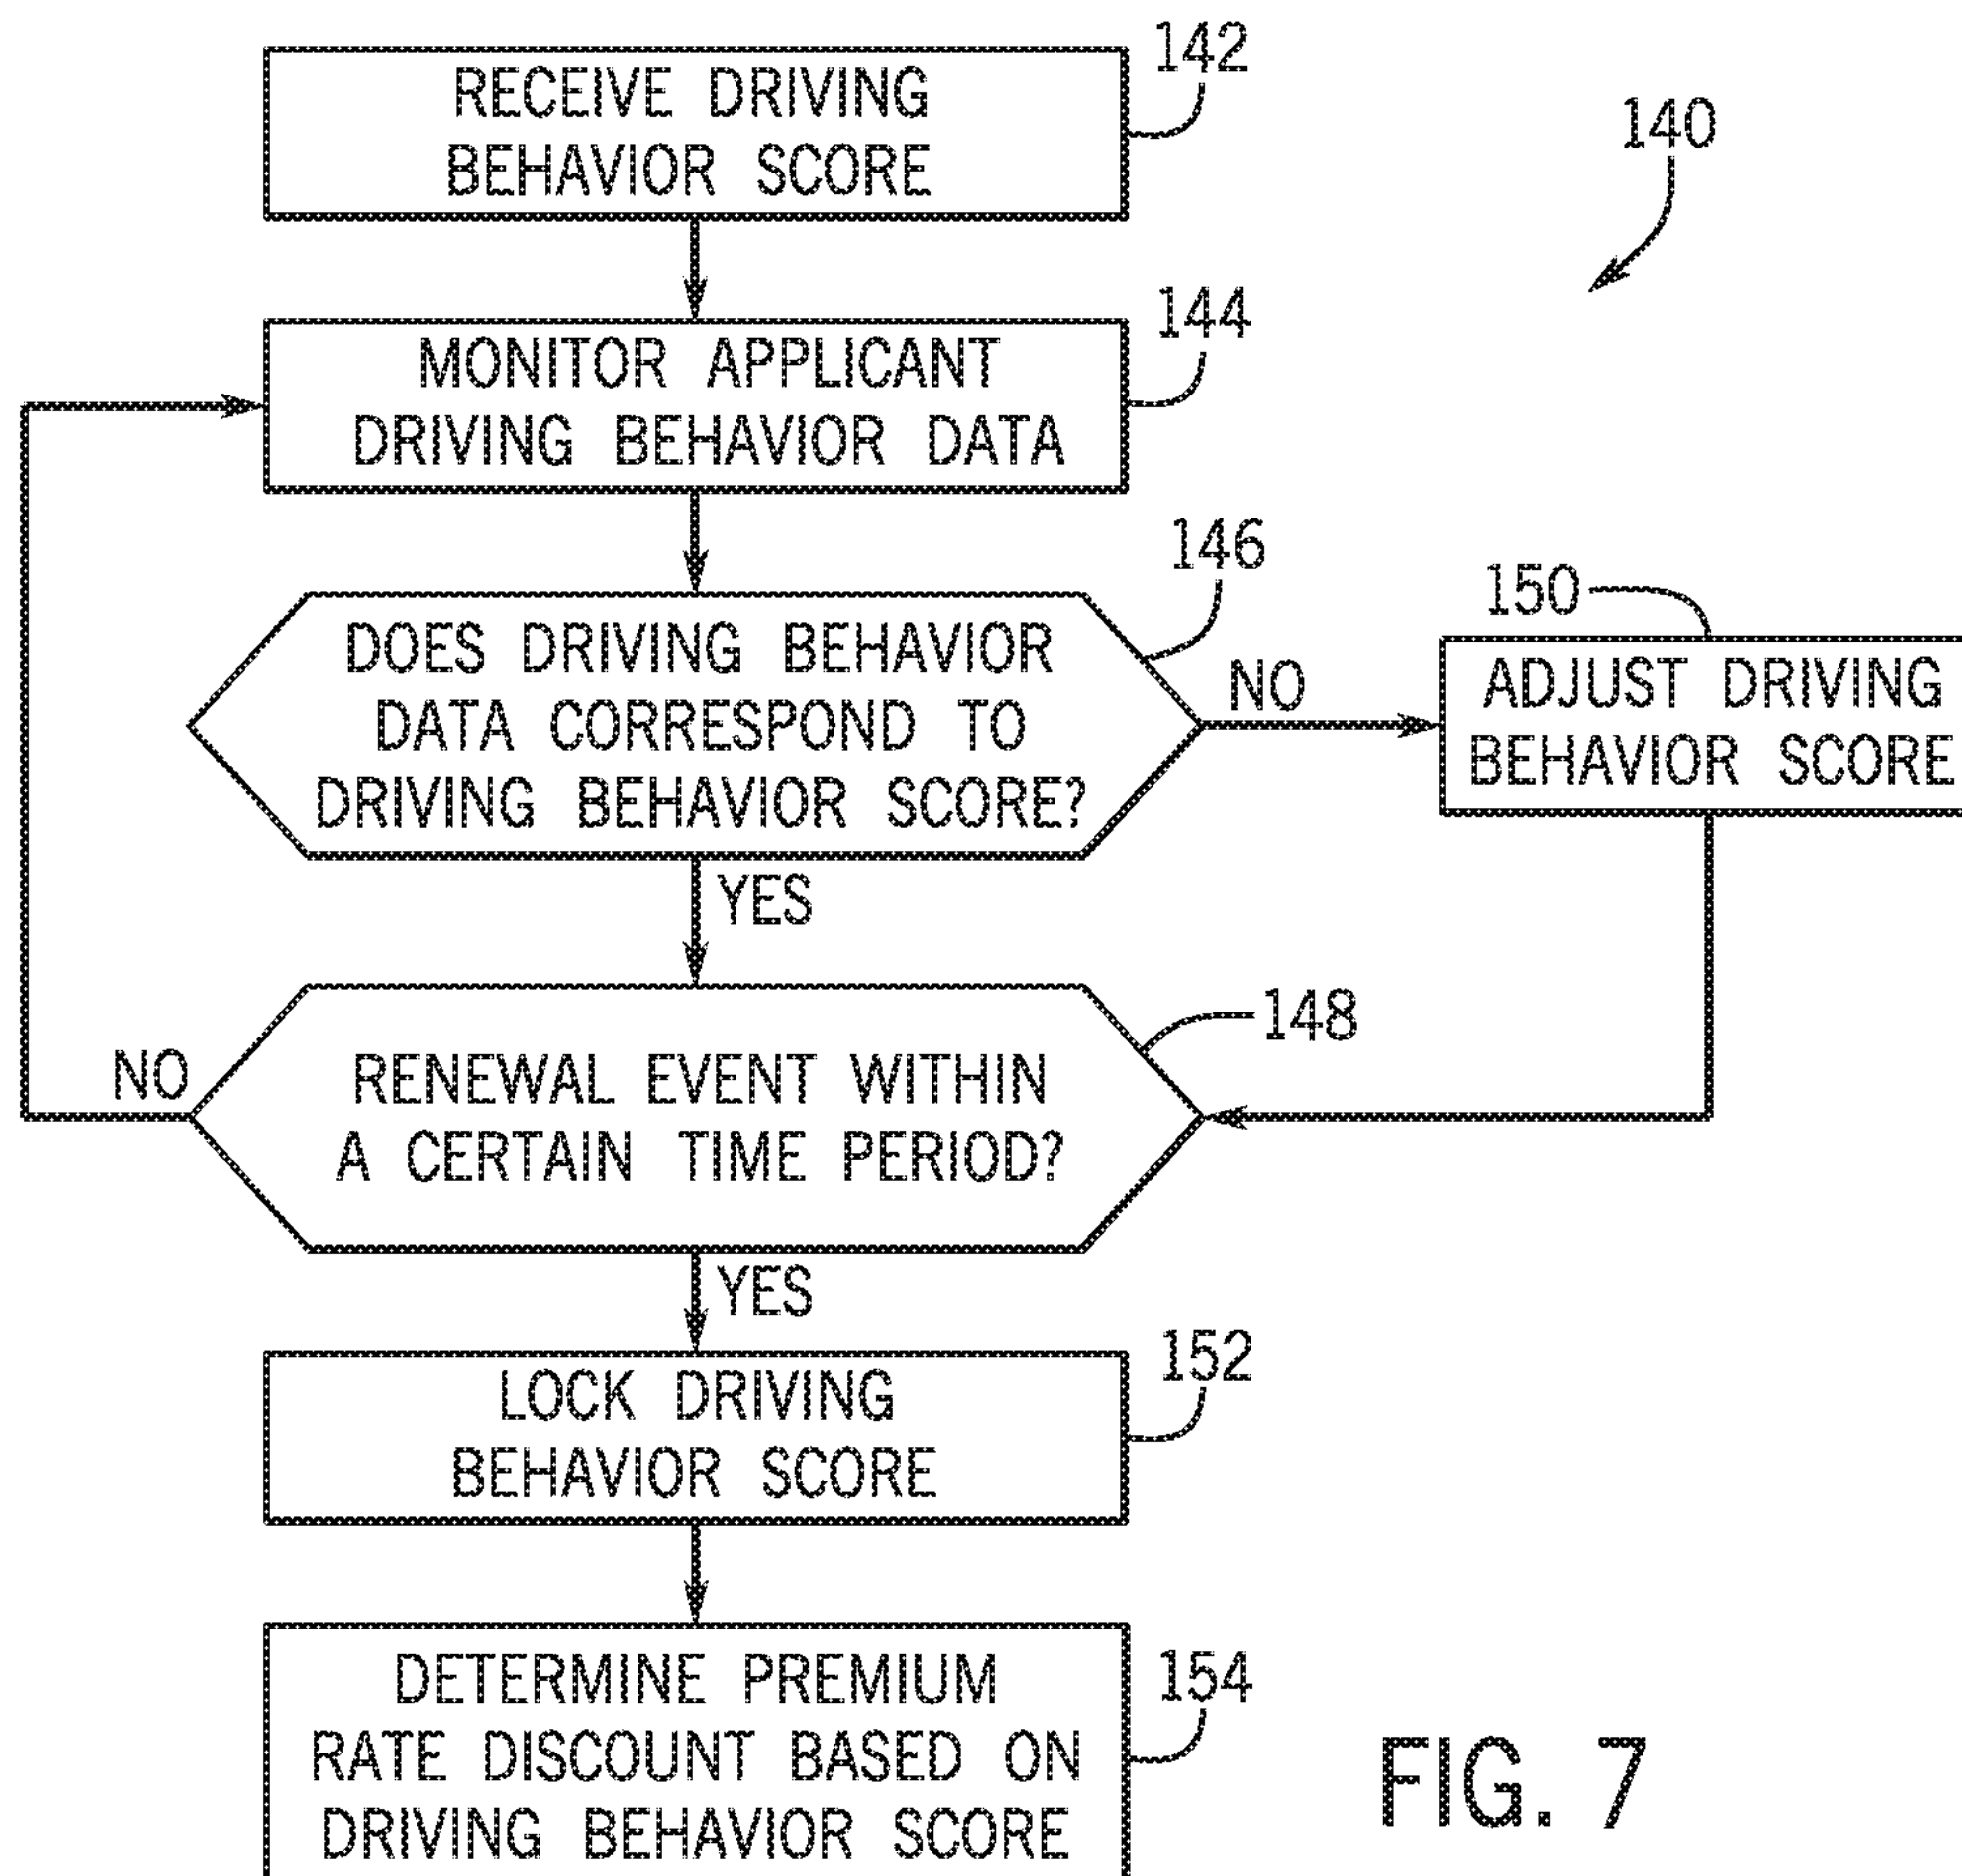 142
RECEIVE DRIVING
BEHAVIOR SCORE
140
144
MONITOR APPLICANT
DRIVING BEHAVIOR DATA
146
DOES DRIVING BEHAVIOR
DATA CORRESPOND TO
DRIVING BEHAVIOR SCORE?
NO
150
ADJUST DRIVING
BEHAVIOR SCORE
YES
148
NO
RENEWAL EVENT WITHIN
A CERTAIN TIME PERIOD?
YES
152
LOCK DRIVING
BEHAVIOR SCORE
154
DETERMINE PREMIUM
RATE DISCOUNT BASED ON
DRIVING BEHAVIOR SCORE
FIG. 7